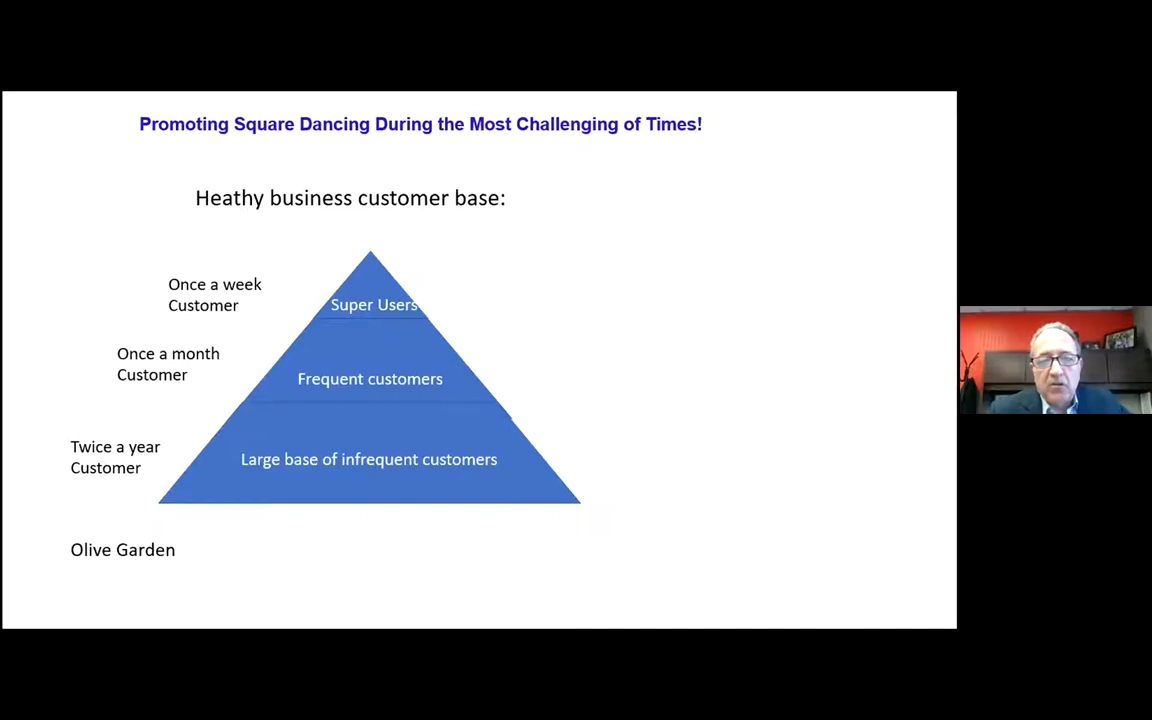 Promoting Square Dancing During the Most Challenging of Times!
Heathy business customer base:
Once a week
Customer
Super Users
Once a month
Customer
Frequent customers
Twice a year
Customer
Large base of infrequent customers
Olive Garden